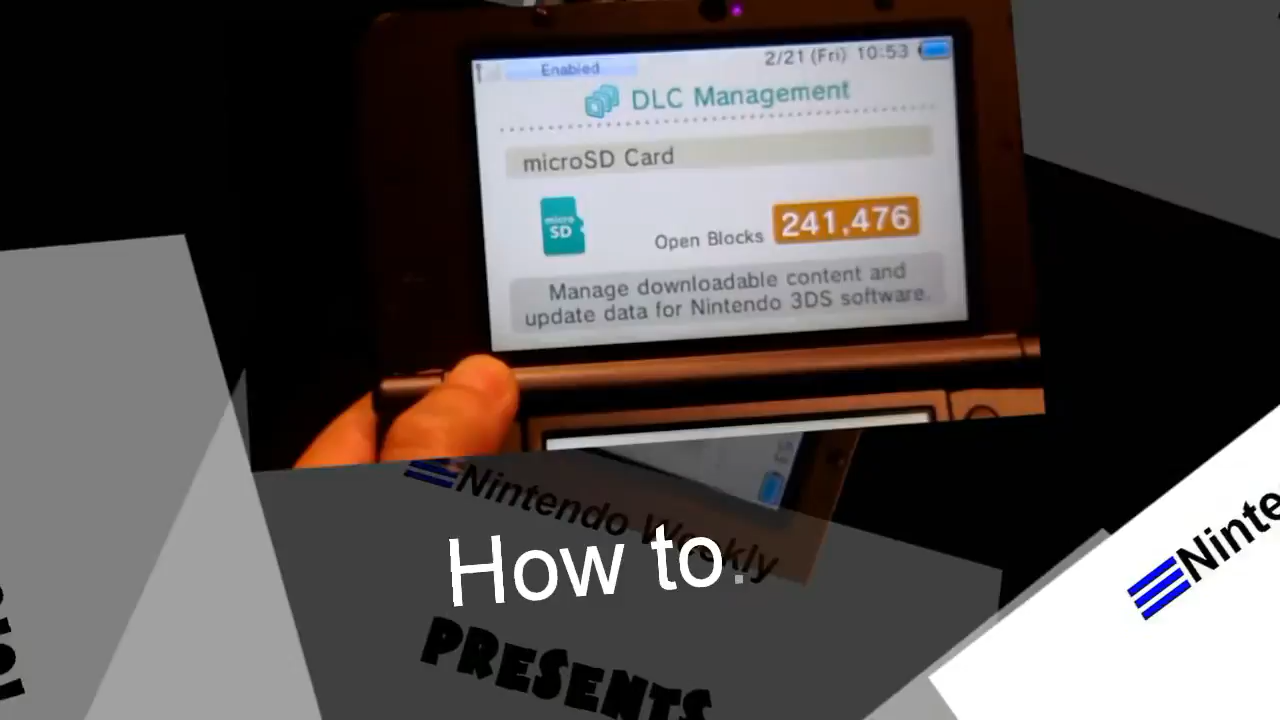 Enabled
2/21 (Fri) 10:53
DLC Management
microSD Card
micro
SD
Open Blocks 241,476
Manage downloadable content and
update data for Nintendo 3DS software.
Nintendo Weekly
How to.
PRESENTS